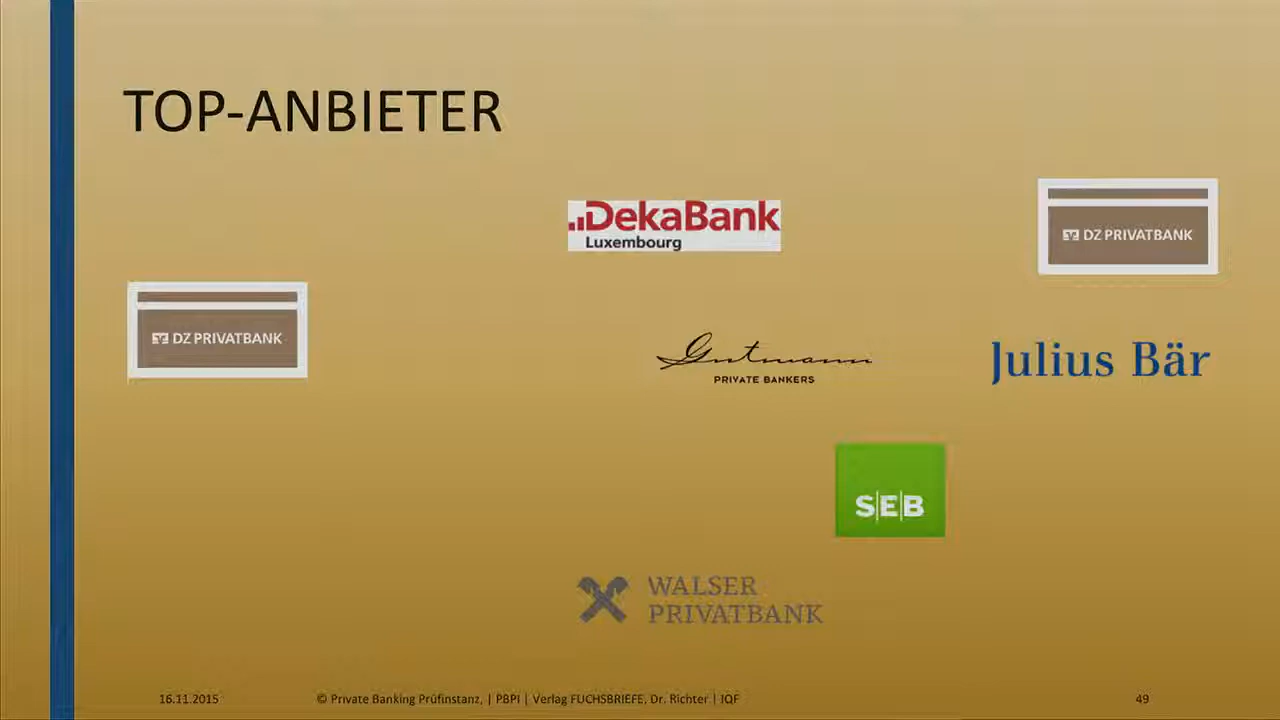 TOP-ANBIETER
DekaBank
Luxembourg
DZ PRIVATBANK
DZ PRIVATBANK
Gutmann
PRIVATE BANKERS
Julius Bär
S|E|B
WALSER
PRIVATBANK
16.11.2015
© Private Banking Prüfinstanz, | PBPI | Verlag FUCHSBRIEFE, Dr. Richter | IQF
49